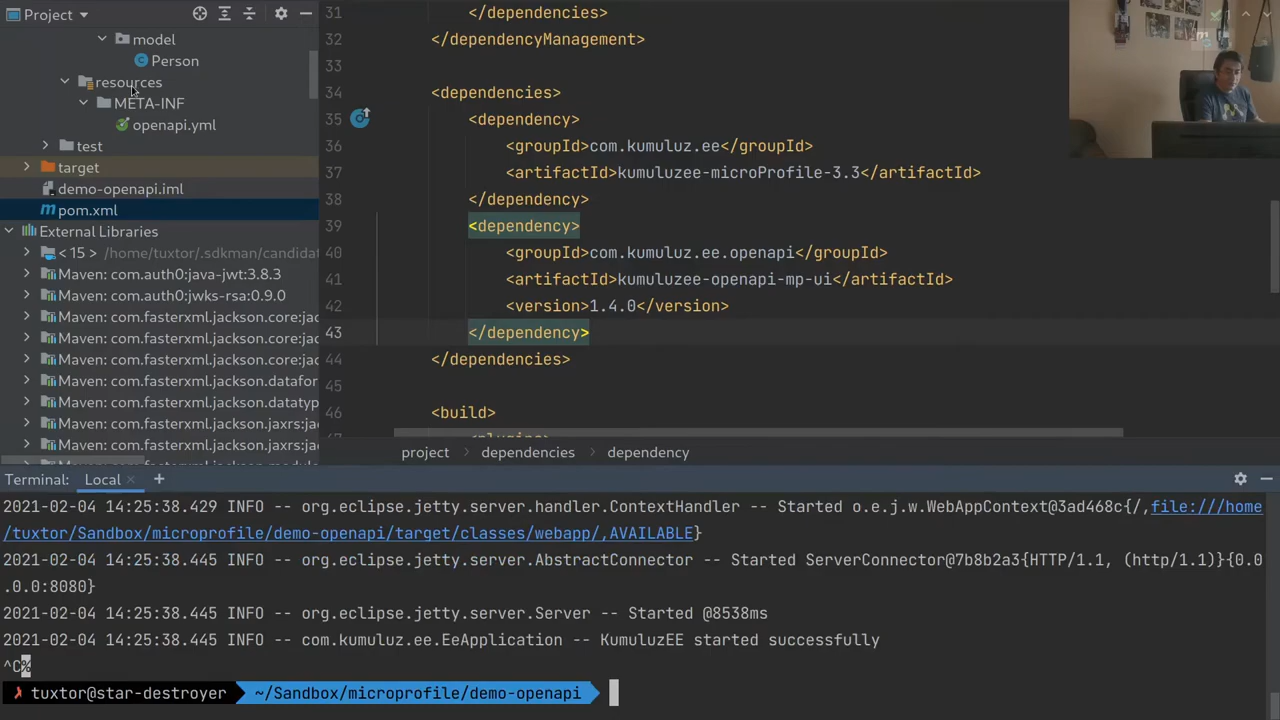 Project
model
Person
resources
META-INF
openapi.yml
test
target
demo-openapi.iml
pom.xml
External Libraries
< 15 > /home/tuxtor/.sdkman/candidat
Maven: com.auth0:java-jwt:3.8.3
Maven: com.auth0:jwks-rsa:0.9.0
Maven: com.fasterxml.jackson.core:jac
Maven: com.fasterxml.jackson.core:jac
Maven: com.fasterxml.jackson.core:jac
Maven: com.fasterxml.jackson.datafor
Maven: com.fasterxml.jackson.datatyp
Maven: com.fasterxml.jackson.jaxrs:ja
Maven: com.fasterxml.jackson.jaxrs:ja
31 </dependencies>
32 </dependencyManagement>
33
34 <dependencies>
35 <dependency>
36 <groupId>com.kumuluz.ee</groupId>
37 <artifactId>kumuluzee-microProfile-3.3</artifactId>
38 </dependency>
39 <dependency>
40 <groupId>com.kumuluz.ee.openapi</groupId>
41 <artifactId>kumuluzee-openapi-mp-ui</artifactId>
42 <version>1.4.0</version>
43 </dependency>
44 </dependencies>
45
46 <build>
project dependencies dependency
Terminal: Local
2021-02-04 14:25:38.429 INFO -- org.eclipse.jetty.server.handler.ContextHandler -- Started o.e.j.w.WebAppContext@3ad468c{/,file:///home
/tuxtor/Sandbox/microprofile/demo-openapi/target/classes/webapp/,AVAILABLE}
2021-02-04 14:25:38.445 INFO -- org.eclipse.jetty.server.AbstractConnector -- Started ServerConnector@7b8b2a3{HTTP/1.1, (http/1.1)}{0.0
.0.0:8080}
2021-02-04 14:25:38.445 INFO -- org.eclipse.jetty.server.Server -- Started @8538ms
2021-02-04 14:25:38.445 INFO -- com.kumuluz.ee.EeApplication -- KumuluzEE started successfully
^C%
✗ tuxtor@star-destroyer ~/Sandbox/microprofile/demo-openapi